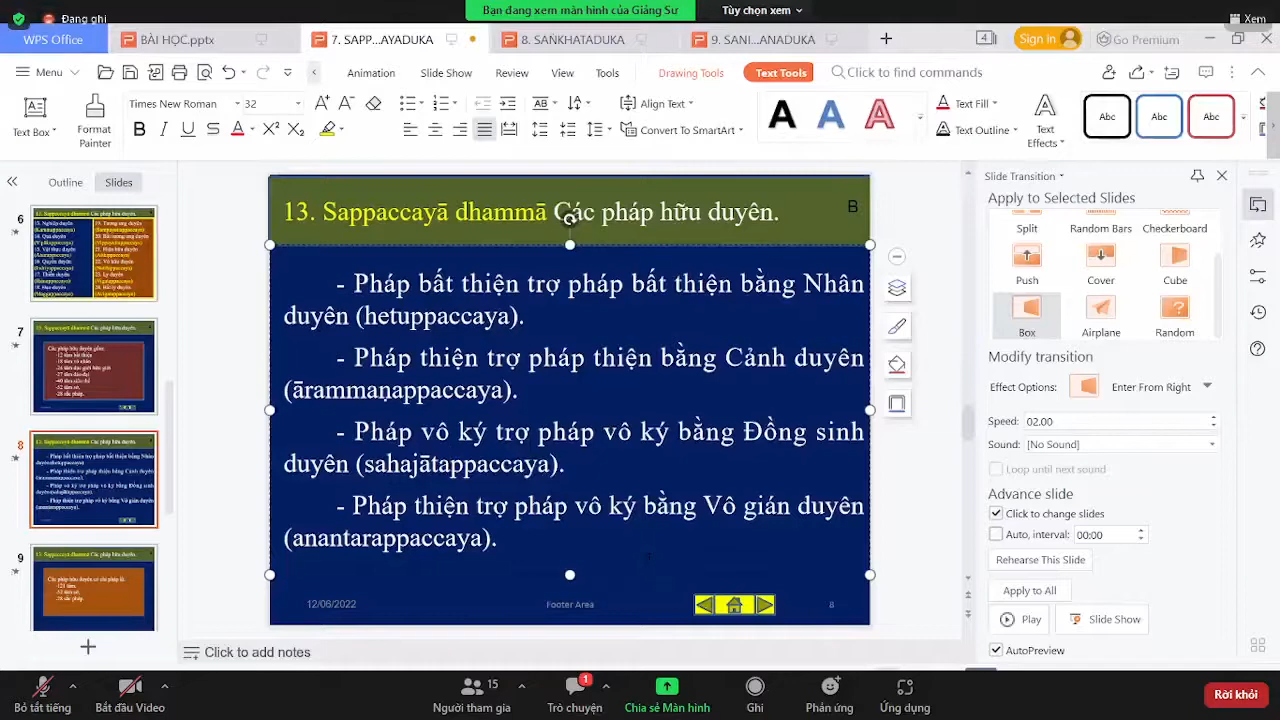 Bạn đang xem màn hình của Giảng Sư
Tùy chọn xem
Đang ghi
Xem
WPS Office
BÀI HỌC.pptx
7. SAPP...AYADUKA
8. SANKHATADUKA
9. SAN...ANADUKA
Sign in
Go Premium
Menu
Animation
Slide Show
Review
View
Tools
Drawing Tools
Text Tools
Click to find commands
Text Box
Format Painter
Times New Roman
32
Align Text
Convert To SmartArt
Text Fill
Text Outline
Text Effects
Abc
Abc
Abc
Outline
Slides
6
7
8
9
13. Sappaccayā dhammā Các pháp hữu duyên.
B
- Pháp bất thiện trợ pháp bất thiện bằng Nhân
duyên (hetuppaccaya).
- Pháp thiện trợ pháp thiện bằng Cảnh duyên
(ārammaṇappaccaya).
- Pháp vô ký trợ pháp vô ký bằng Đồng sinh
duyên (sahajātappaccaya).
- Pháp thiện trợ pháp vô ký bằng Vô gián duyên
(anantarappaccaya).
12/06/2022
Footer Area
8
Click to add notes
Slide Transition
Apply to Selected Slides
Split
Random Bars
Checkerboard
Push
Cover
Cube
Box
Airplane
Random
Modify transition
Effect Options:
Enter From Right
Speed: 02.00
Sound: [No Sound]
Loop until next sound
Advance slide
Click to change slides
Auto, interval: 00:00
Rehearse This Slide
Apply to All
Play
Slide Show
AutoPreview
Bỏ tắt tiếng
Bắt đầu Video
15
Người tham gia
1
Trò chuyện
Chia sẻ Màn hình
Ghi
Phản ứng
Ứng dụng
Rời khỏi